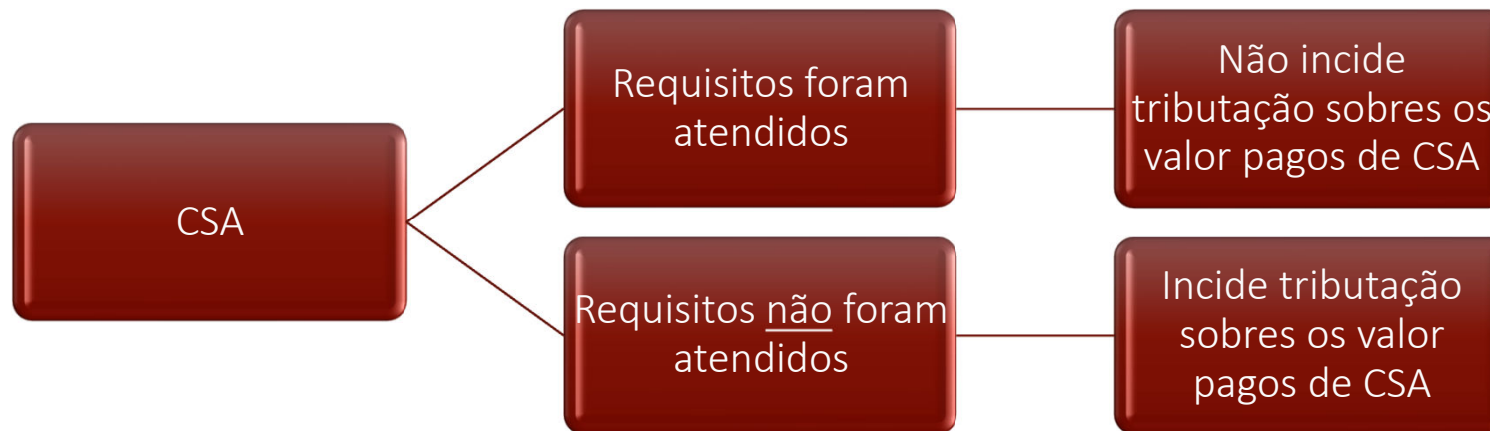 CSA
Requisitos foram
atendidos
Não incide
tributação sobres os
valor pagos de CSA
Requisitos não foram
atendidos
Incide tributação
sobres os valor
pagos de CSA